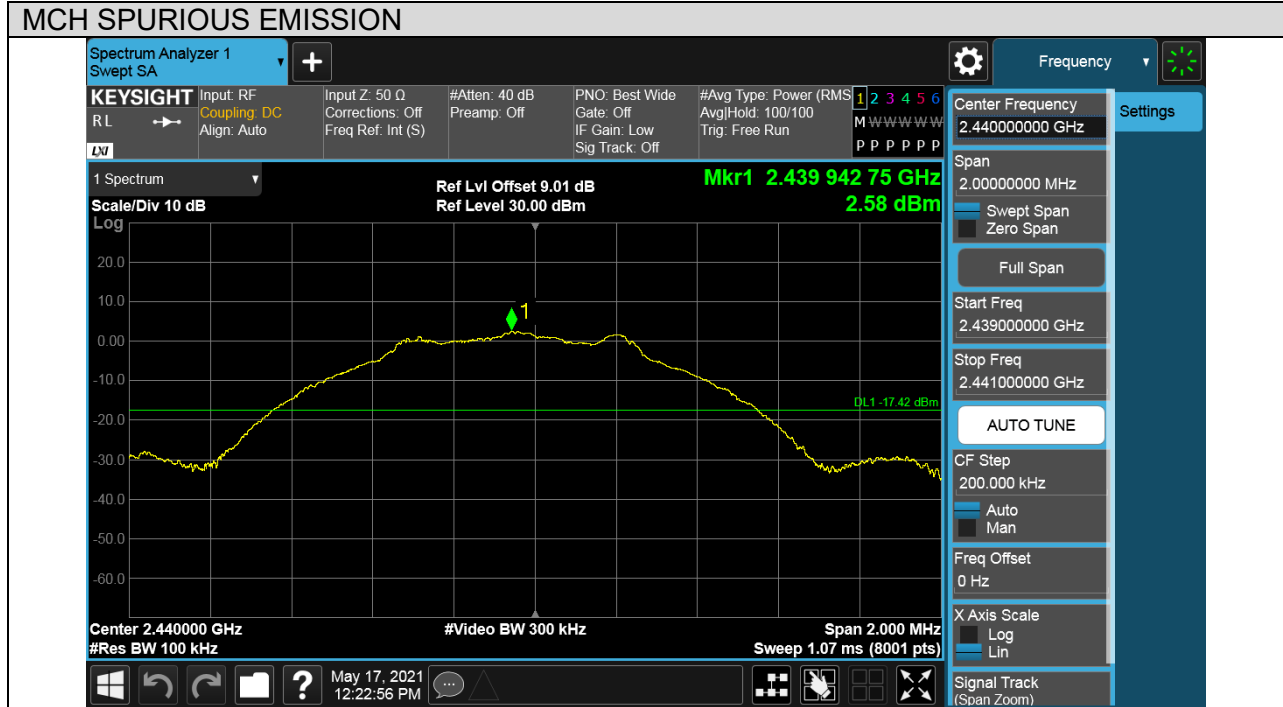 MCH SPURIOUS EMISSION
Spectrum Analyzer 1
Swept SA
+
Frequency
KEYSIGHT
RL
LXI
Input: RF
Coupling: DC
Align: Auto
Input Z: 50 Ω
Corrections: Off
Freq Ref: Int (S)
#Atten: 40 dB
Preamp: Off
PNO: Best Wide
Gate: Off
IF Gain: Low
Sig Track: Off
#Avg Type: Power (RMS
Avg|Hold: 100/100
Trig: Free Run
1 2 3 4 5 6
M W W W W W
P P P P P P
1 Spectrum
Scale/Div 10 dB
Log
Ref Lvl Offset 9.01 dB
Ref Level 30.00 dBm
Mkr1 2.439 942 75 GHz
2.58 dBm
20.0
10.0
0.00
-10.0
-20.0
-30.0
-40.0
-50.0
-60.0
1
DL1 -17.42 dBm
Center 2.440000 GHz
#Res BW 100 kHz
#Video BW 300 kHz
Span 2.000 MHz
Sweep 1.07 ms (8001 pts)
?
May 17, 2021
12:22:56 PM
Center Frequency
2.440000000 GHz
Span
2.00000000 MHz
Swept Span
Zero Span
Full Span
Start Freq
2.439000000 GHz
Stop Freq
2.441000000 GHz
AUTO TUNE
CF Step
200.000 kHz
Auto
Man
Freq Offset
0 Hz
X Axis Scale
Log
Lin
Signal Track
(Span Zoom)
Settings